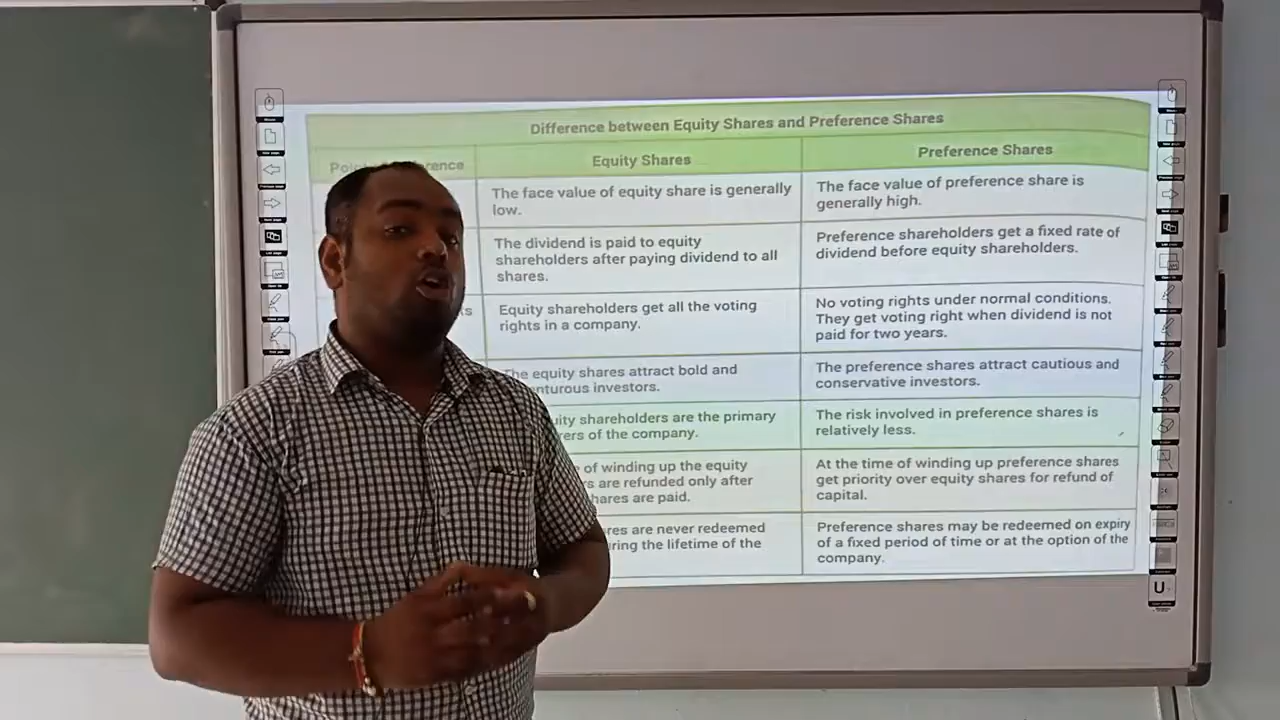 Difference between Equity Shares and Preference Shares
Equity Shares
Preference Shares
The face value of equity share is generally
low.
The face value of preference share is
generally high.
The dividend is paid to equity
shareholders after paying dividend to all
shares.
Preference shareholders get a fixed rate of
dividend before equity shareholders.
Equity shareholders get all the voting
rights in a company.
No voting rights under normal conditions.
They get voting right when dividend is not
paid for two years.
The equity shares attract bold and
investors.
The preference shares attract cautious and
conservative investors.
shareholders are the primary
of the company.
The risk involved in preference shares is
relatively less.
of winding up the equity
are refunded only after
are paid.
At the time of winding up preference shares
get priority over equity shares for refund of
capital.
are never redeemed
the lifetime of the
Preference shares may be redeemed on expiry
of a fixed period of time or at the option of the
company.